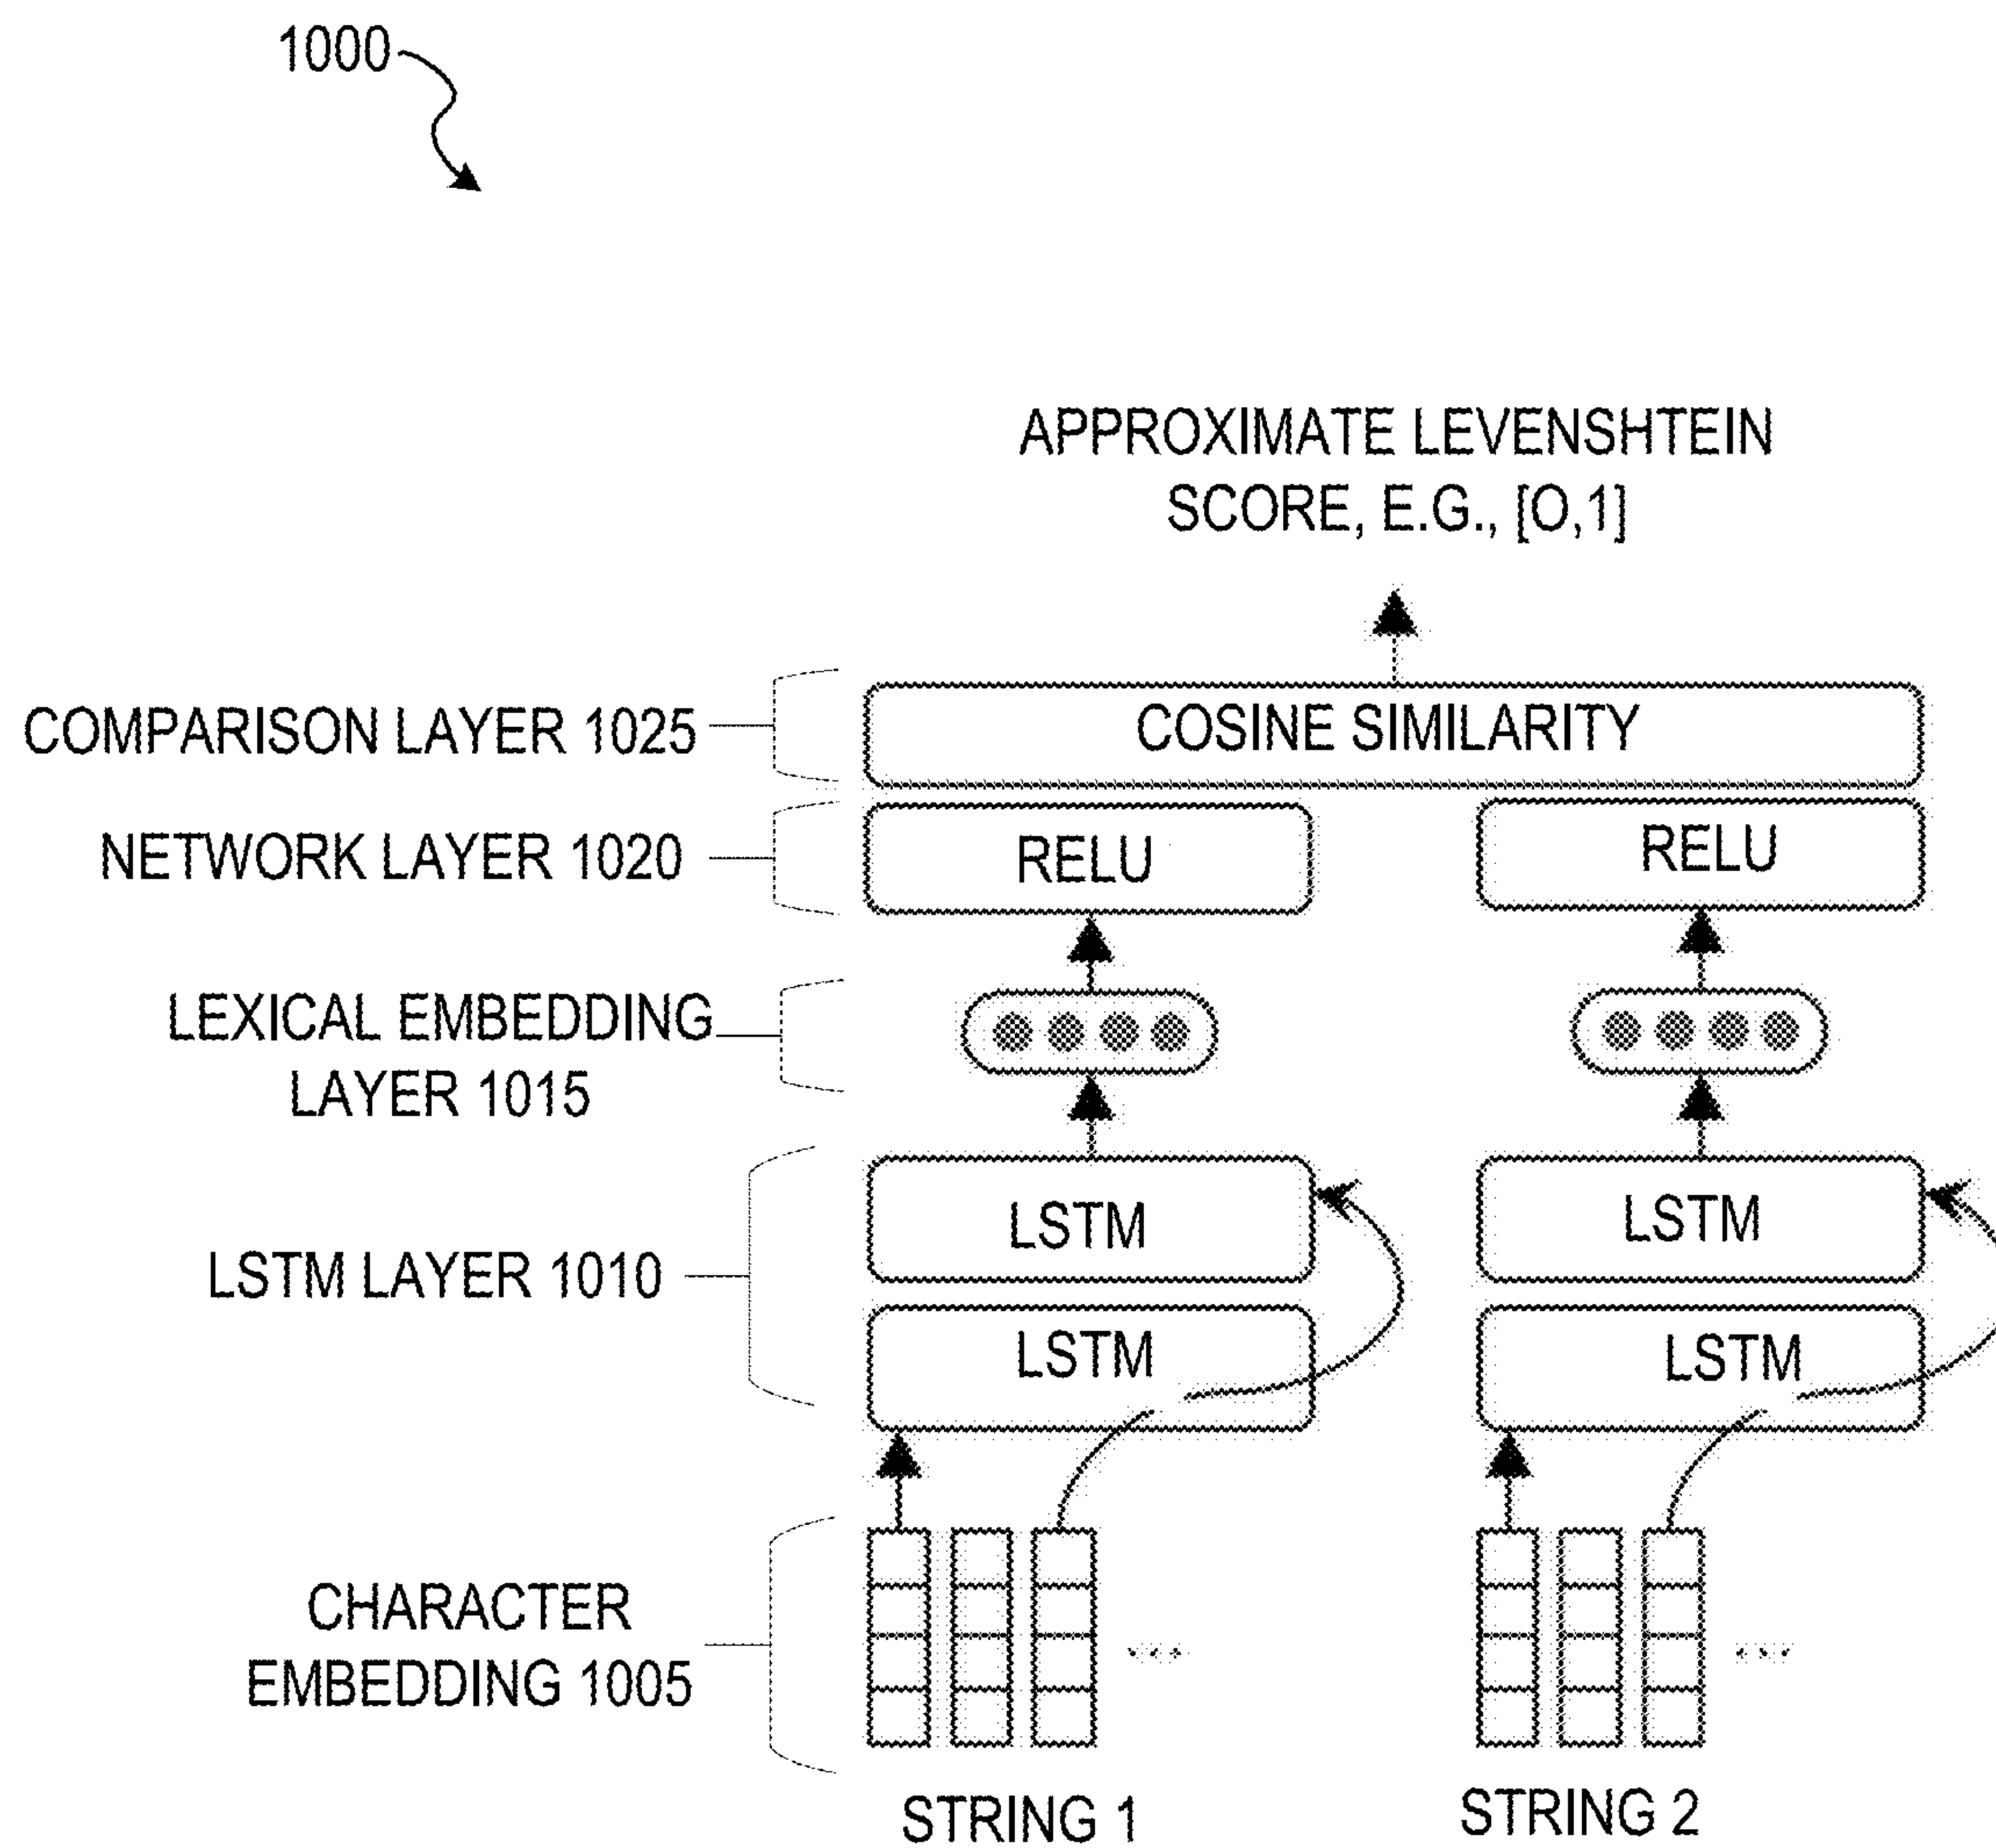 1000
APPROXIMATE LEVENSHTEIN
SCORE, E.G., [O,1]
COMPARISON LAYER 1025
COSINE SIMILARITY
NETWORK LAYER 1020
RELU
RELU
LEXICAL EMBEDDING
LAYER 1015
LSTM LAYER 1010
LSTM
LSTM
LSTM
LSTM
CHARACTER
EMBEDDING 1005
...
...
STRING 1
STRING 2